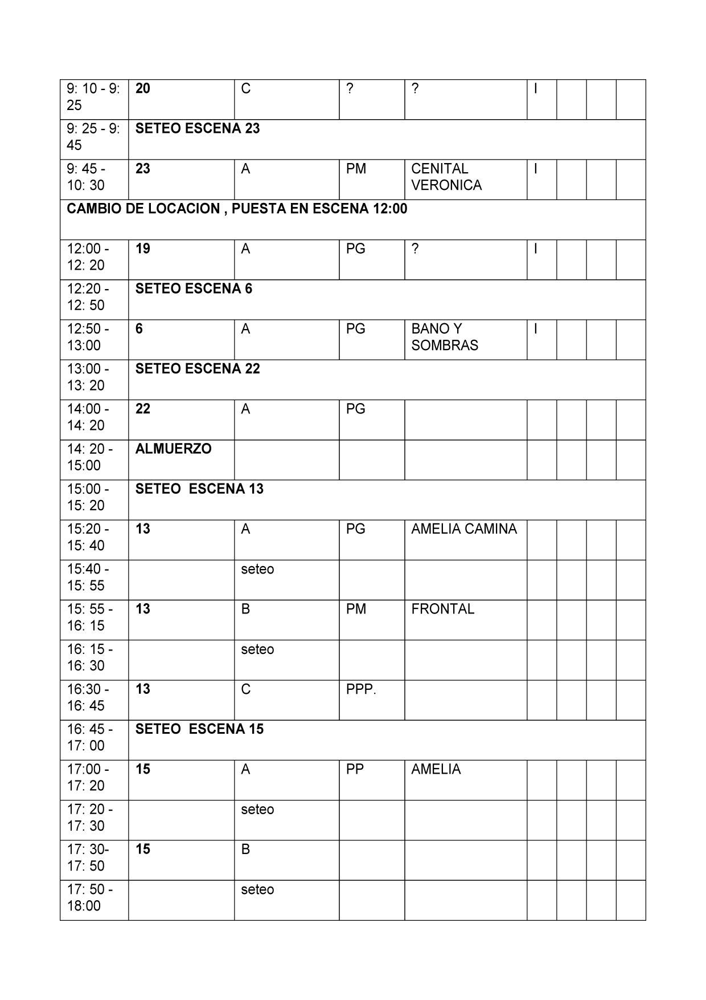 9: 10 - 9: 25 20 C ? ? I
9: 25 - 9: 45 SETEO ESCENA 23
9: 45 - 10: 30 23 A PM CENITAL VERONICA I
CAMBIO DE LOCACION , PUESTA EN ESCENA 12:00
12:00 - 12: 20 19 A PG ? I
12:20 - 12: 50 SETEO ESCENA 6
12:50 - 13:00 6 A PG BANO Y SOMBRAS I
13:00 - 13: 20 SETEO ESCENA 22
14:00 - 14: 20 22 A PG
14: 20 - 15:00 ALMUERZO
15:00 - 15: 20 SETEO  ESCENA 13
15:20 - 15: 40 13 A PG AMELIA CAMINA
15:40 - 15: 55 seteo
15: 55 - 16: 15 13 B PM FRONTAL
16: 15 - 16: 30 seteo
16:30 - 16: 45 13 C PPP.
16: 45 - 17: 00 SETEO  ESCENA 15
17:00 - 17: 20 15 A PP AMELIA
17: 20 - 17: 30 seteo
17: 30- 17: 50 15 B
17: 50 - 18:00 seteo